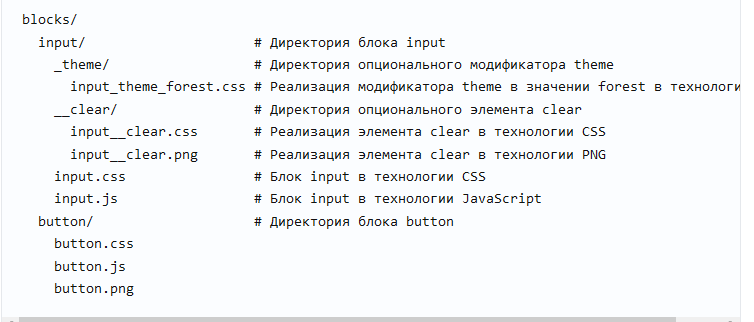 blocks/
input/ # Директория блока input
_theme/ # Директория опционального модификатора theme
input_theme_forest.css # Реализация модификатора theme в значении forest в
__clear/ # Директория опционального элемента clear
input__clear.css # Реализация элемента clear в технологии CSS
input__clear.png # Реализация элемента clear в технологии PNG
input.css # Блок input в технологии CSS
input.js # Блок input в технологии JavaScript
button/ # Директория блока button
button.css
button.js
button.png